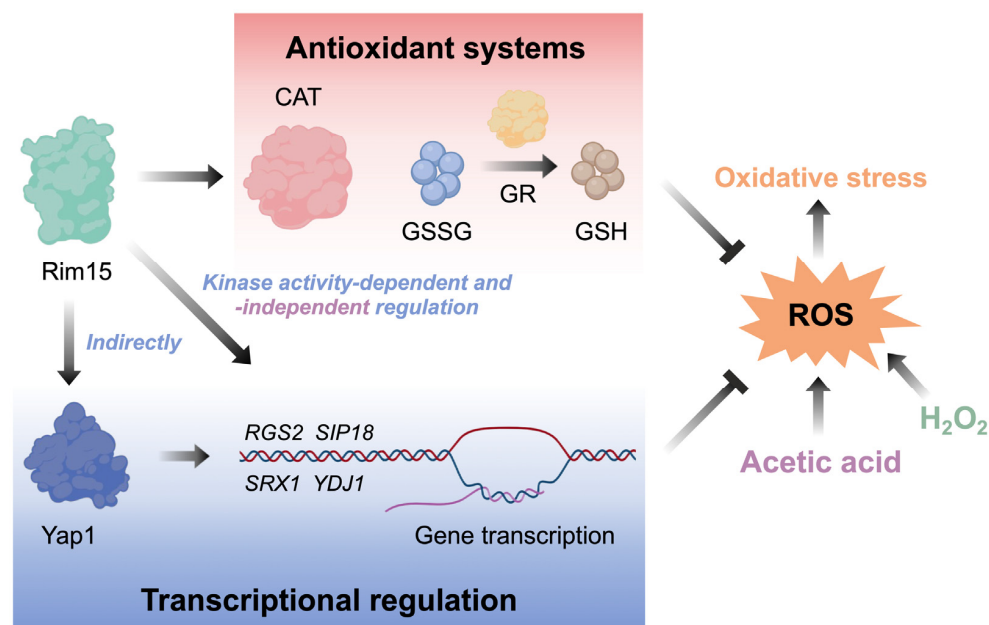 Antioxidant systems
CAT
GR
GSSG
GSH
Rim15
Kinase activity-dependent and
-independent regulation
Indirectly
Oxidative stress
ROS
H₂O₂
Acetic acid
RGS2 SIP18
SRX1 YDJ1
Yap1
Gene transcription
Transcriptional regulation